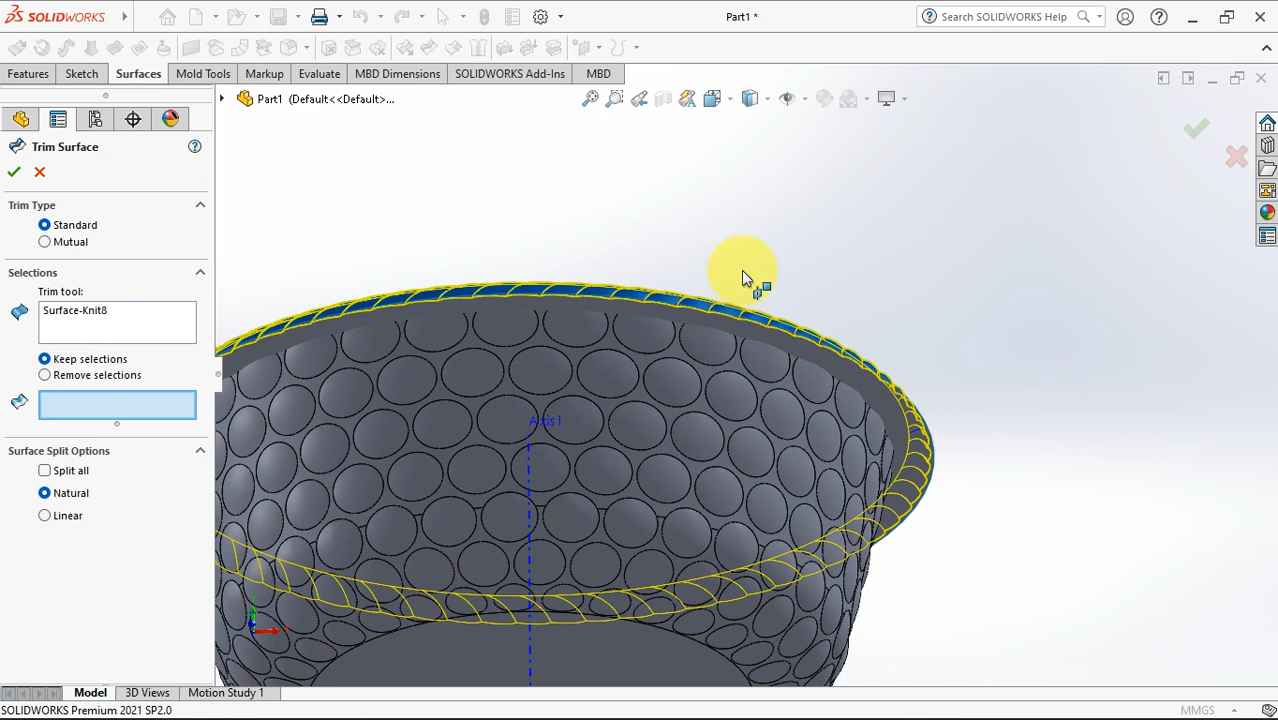 SOLIDWORKS
Part1 *
Search SOLIDWORKS Help
Features
Sketch
Surfaces
Mold Tools
Markup
Evaluate
MBD Dimensions
SOLIDWORKS Add-Ins
MBD
Part1 (Default<<Default>...
Trim Surface
Trim Type
Standard
Mutual
Selections
Trim tool:
Surface-Knit8
Keep selections
Remove selections
Surface Split Options
Split all
Natural
Linear
Axis1
Model
3D Views
Motion Study 1
SOLIDWORKS Premium 2021 SP2.0
MMGS